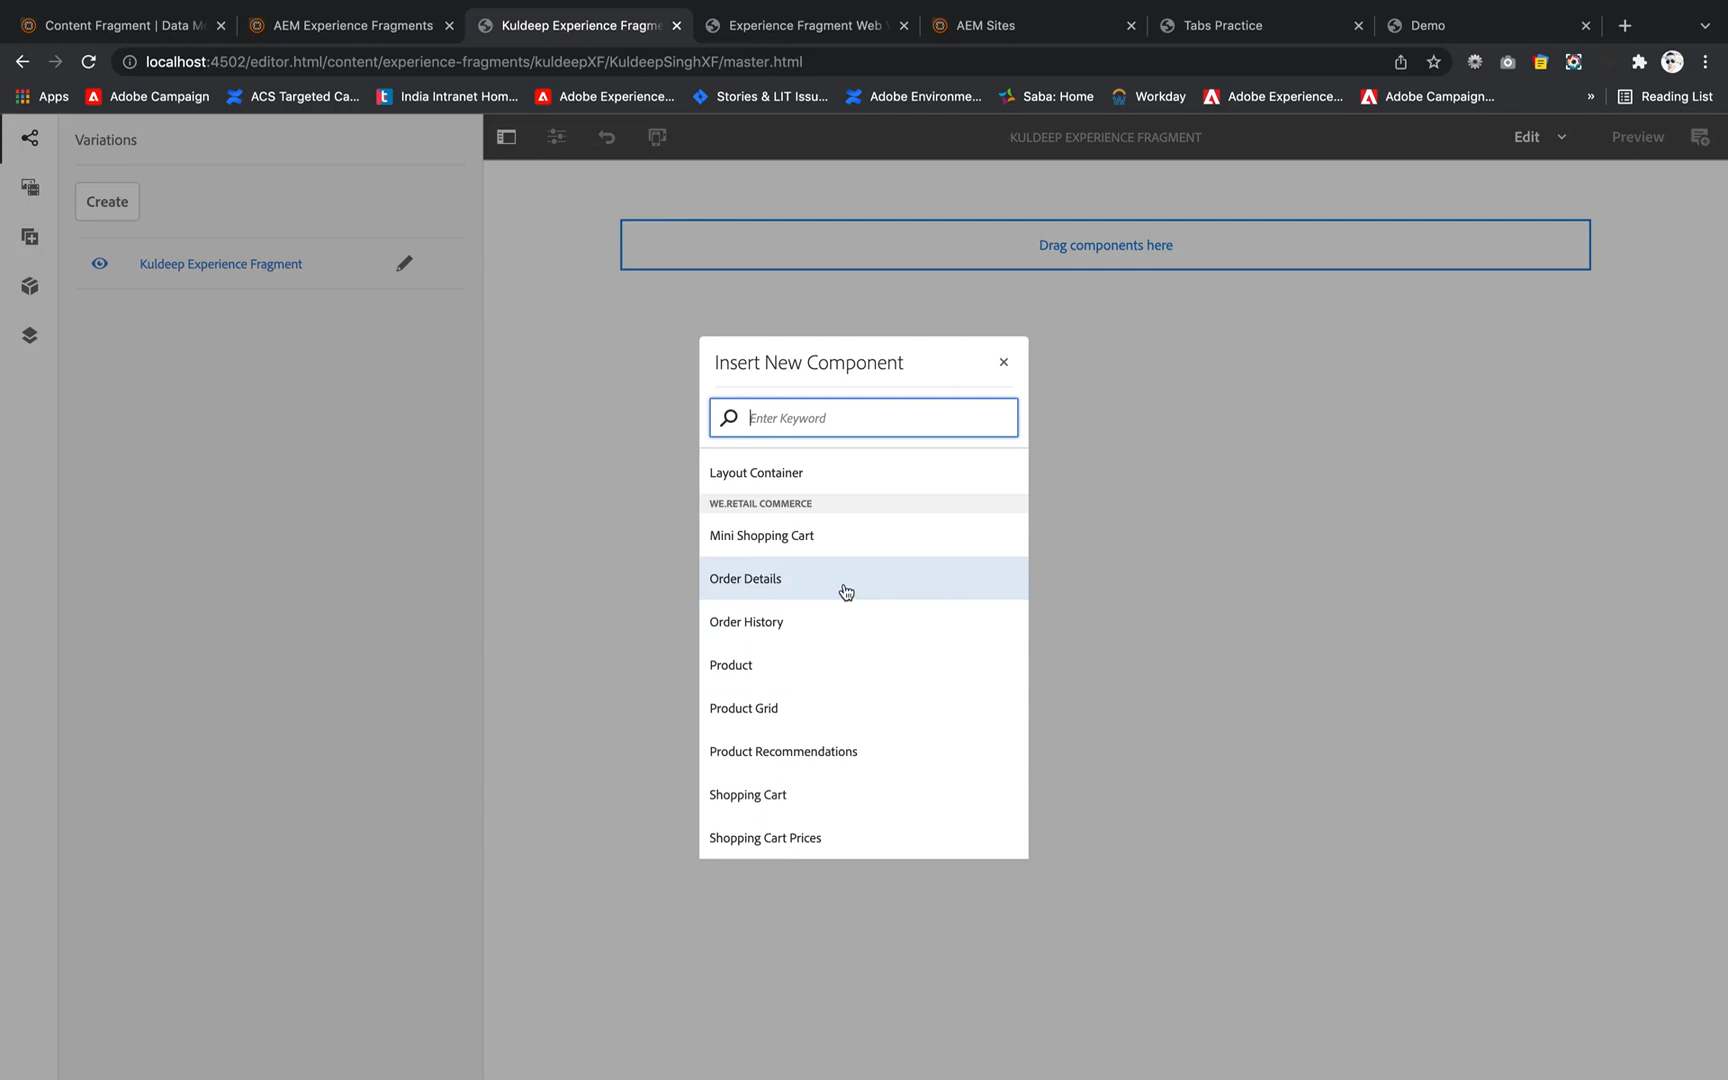 Content Fragment | Data Mo
AEM Experience Fragments
Kuldeep Experience Fragme
Experience Fragment Web
AEM Sites
Tabs Practice
Demo
localhost:4502/editor.html/content/experience-fragments/kuldeepXF/KuldeepSinghXF/master.html
Apps
Adobe Campaign
ACS Targeted Ca...
India Intranet Hom...
Adobe Experience...
Stories & LIT Issu...
Adobe Environme...
Saba: Home
Workday
Adobe Experience...
Adobe Campaign...
»
Reading List
Variations
KULDEEP EXPERIENCE FRAGMENT
Edit
Preview
Create
Kuldeep Experience Fragment
Drag components here
Insert New Component
Enter Keyword
Layout Container
WE.RETAIL COMMERCE
Mini Shopping Cart
Order Details
Order History
Product
Product Grid
Product Recommendations
Shopping Cart
Shopping Cart Prices